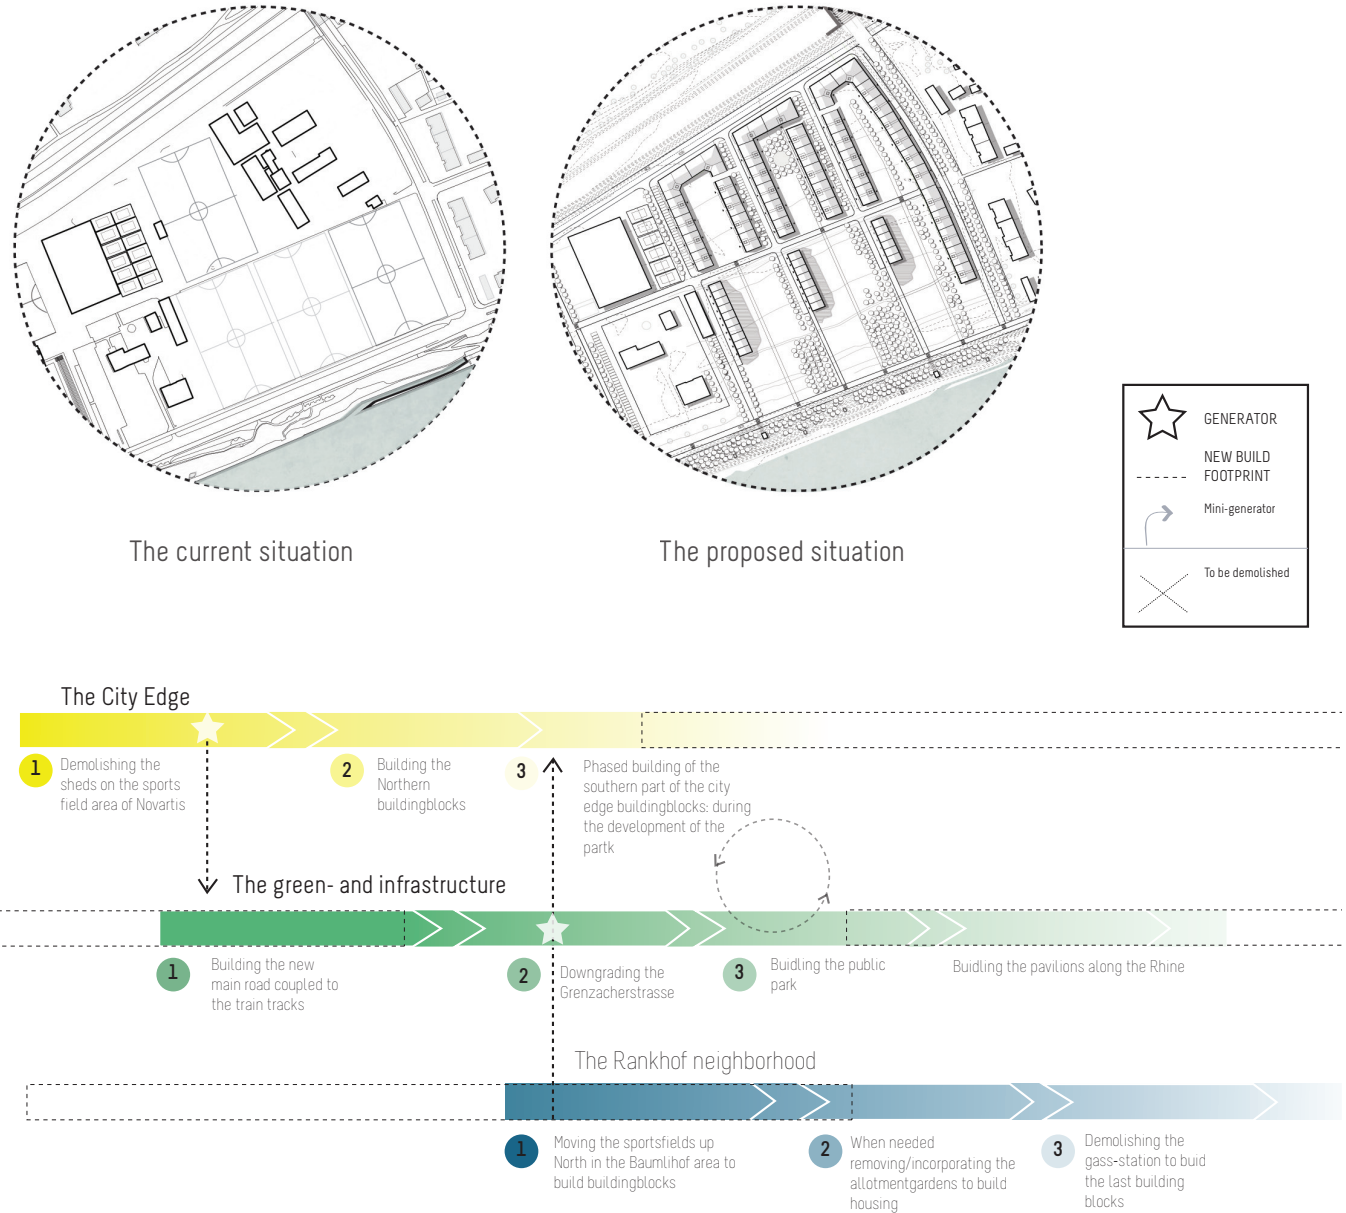 The current situation
The proposed situation
GENERATOR
NEW BUILD
FOOTPRINT
Mini-generator
To be demolished
The City Edge
1
Demolishing the
sheds on the sports
field area of Novartis
2
Building the
Northern
buildingblocks
3
Phased building of the
southern part of the city
edge buildingblocks: during
the development of the
partk
The green- and infrastructure
1
Building the new
main road coupled to
the train tracks
2
Downgrading the
Grenzacherstrasse
3
Buidling the public
park
Buidling the pavilions along the Rhine
The Rankhof neighborhood
1
Moving the sportsfields up
North in the Baumlihof area to
build buildingblocks
2
When needed
removing/incorporating the
allotmentgardens to build
housing
3
Demolishing the
gass-station to buid
the last building
blocks